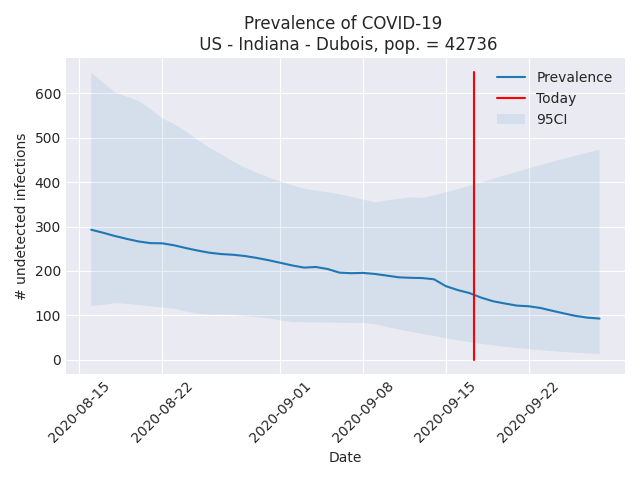 Prevalence of COVID-19
US - Indiana - Dubois, pop. = 42736
Prevalence
Today
95CI
# undetected infections
600
500
400
300
200
100
0
2020-08-15
2020-08-22
2020-09-01
2020-09-08
2020-09-15
2020-09-22
Date